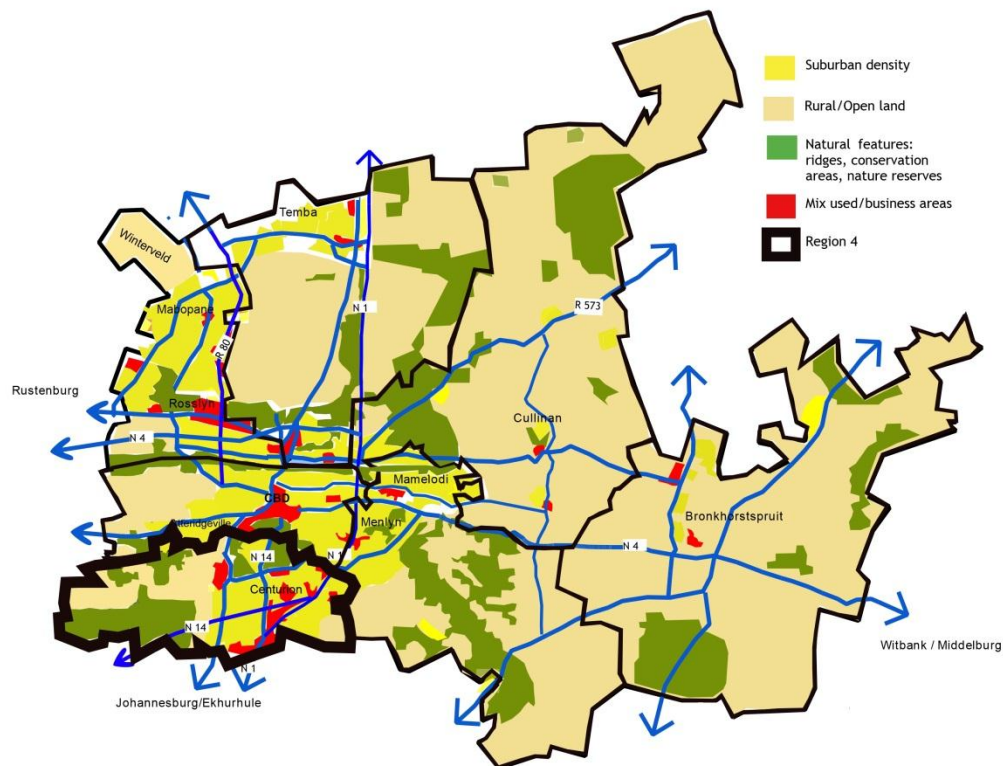 Suburban density
Rural/Open land
Natural features:
ridges, conservation
areas, nature reserves
Mix used/business areas
Region 4
Temba
Winterveld
Mabopane
N 1
R 573
R 80
Rustenburg
Rosslyn
Cullinan
N 4
Mamelodi
CBD
Menlyn
Bronkhorstspruit
N 4
N 14
N 1
Centurion
N 14
Witbank / Middelburg
N 1
Johannesburg/Ekhurhule